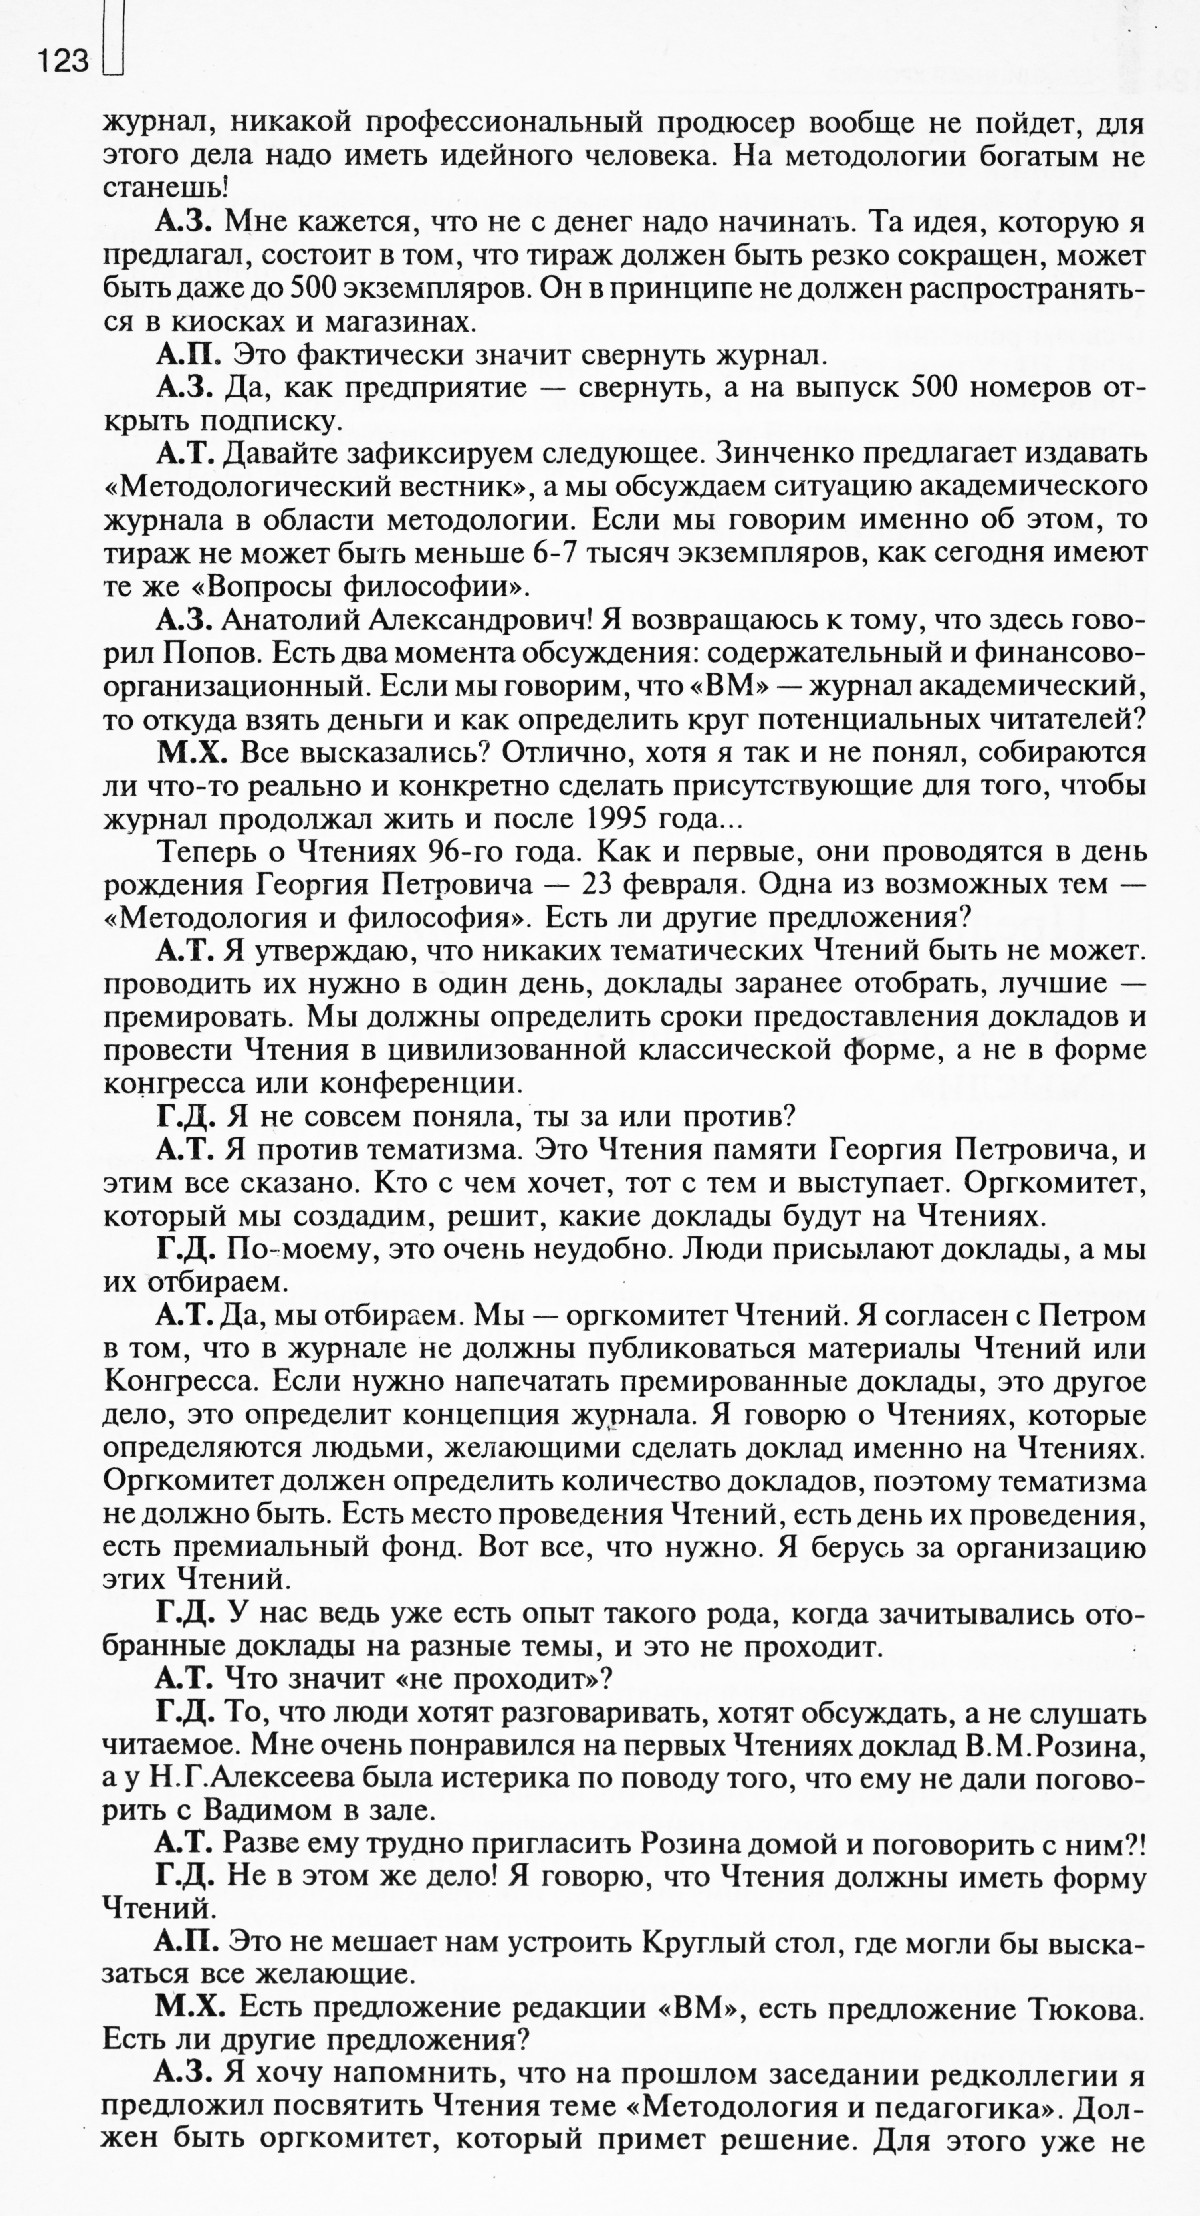 123
журнал, никакой профессиональный продюсер вообще не пойдет, для
этого дела надо иметь идейного человека. На методологии богатым не
станешь!
А.З. Мне кажется, что не с денег надо начинать. Та идея, которую я
предлагал, состоит в том, что тираж должен быть резко сокращен, может
быть даже до 500 экземпляров. Он в принципе не должен распространять-
ся в киосках и магазинах.
А.П. Это фактически значит свернуть журнал.
А.З. Да, как предприятие — свернуть, а на выпуск 500 номеров от-
крыть подписку.
А.Т. Давайте зафиксируем следующее. Зинченко предлагает издавать
«Методологический вестник», а мы обсуждаем ситуацию академического
журнала в области методологии. Если мы говорим именно об этом, то
тираж не может быть меньше 6-7 тысяч экземпляров, как сегодня имеют
те же «Вопросы философии».
А.З. Анатолий Александрович! Я возвращаюсь к тому, что здесь гово-
рил Попов. Есть два момента обсуждения: содержательный и финансово-
организационный. Если мы говорим, что «ВМ» — журнал академический,
то откуда взять деньги и как определить круг потенциальных читателей?
М.Х. Все высказались? Отлично, хотя я так и не понял, собираются
ли что-то реально и конкретно сделать присутствующие для того, чтобы
журнал продолжал жить и после 1995 года...
Теперь о Чтениях 96-го года. Как и первые, они проводятся в день
рождения Георгия Петровича — 23 февраля. Одна из возможных тем —
«Методология и философия». Есть ли другие предложения?
А.Т. Я утверждаю, что никаких тематических Чтений быть не может.
проводить их нужно в один день, доклады заранее отобрать, лучшие —
премировать. Мы должны определить сроки предоставления докладов и
провести Чтения в цивилизованной классической форме, а не в форме
конгресса или конференции.
Г.Д. Я не совсем поняла, ты за или против?
А.Т. Я против тематизма. Это Чтения памяти Георгия Петровича, и
этим все сказано. Кто с чем хочет, тот с тем и выступает. Оргкомитет,
который мы создадим, решит, какие доклады будут на Чтениях.
Г.Д. По-моему, это очень неудобно. Люди присылают доклады, а мы
их отбираем.
А.Т. Да, мы отбираем. Мы — оргкомитет Чтений. Я согласен с Петром
в том, что в журнале не должны публиковаться материалы Чтений или
Конгресса. Если нужно напечатать премированные доклады, это другое
дело, это определит концепция журнала. Я говорю о Чтениях, которые
определяются людьми, желающими сделать доклад именно на Чтениях.
Оргкомитет должен определить количество докладов, поэтому тематизма
не должно быть. Есть место проведения Чтений, есть день их проведения,
есть премиальный фонд. Вот все, что нужно. Я берусь за организацию
этих Чтений.
Г.Д. У нас ведь уже есть опыт такого рода, когда зачитывались ото-
бранные доклады на разные темы, и это не проходит.
А.Т. Что значит «не проходит»?
Г.Д. То, что люди хотят разговаривать, хотят обсуждать, а не слушать
читаемое. Мне очень понравился на первых Чтениях доклад В.М.Розина,
а у Н.Г.Алексеева была истерика по поводу того, что ему не дали погово-
рить с Вадимом в зале.
А.Т. Разве ему трудно пригласить Розина домой и поговорить с ним?!
Г.Д. Не в этом же дело! Я говорю, что Чтения должны иметь форму
Чтений.
А.П. Это не мешает нам устроить Круглый стол, где могли бы выска-
заться все желающие.
М.Х. Есть предложение редакции «ВМ», есть предложение Тюкова.
Есть ли другие предложения?
А.З. Я хочу напомнить, что на прошлом заседании редколлегии я
предложил посвятить Чтения теме «Методология и педагогика». Дол-
жен быть оргкомитет, который примет решение. Для этого уже не